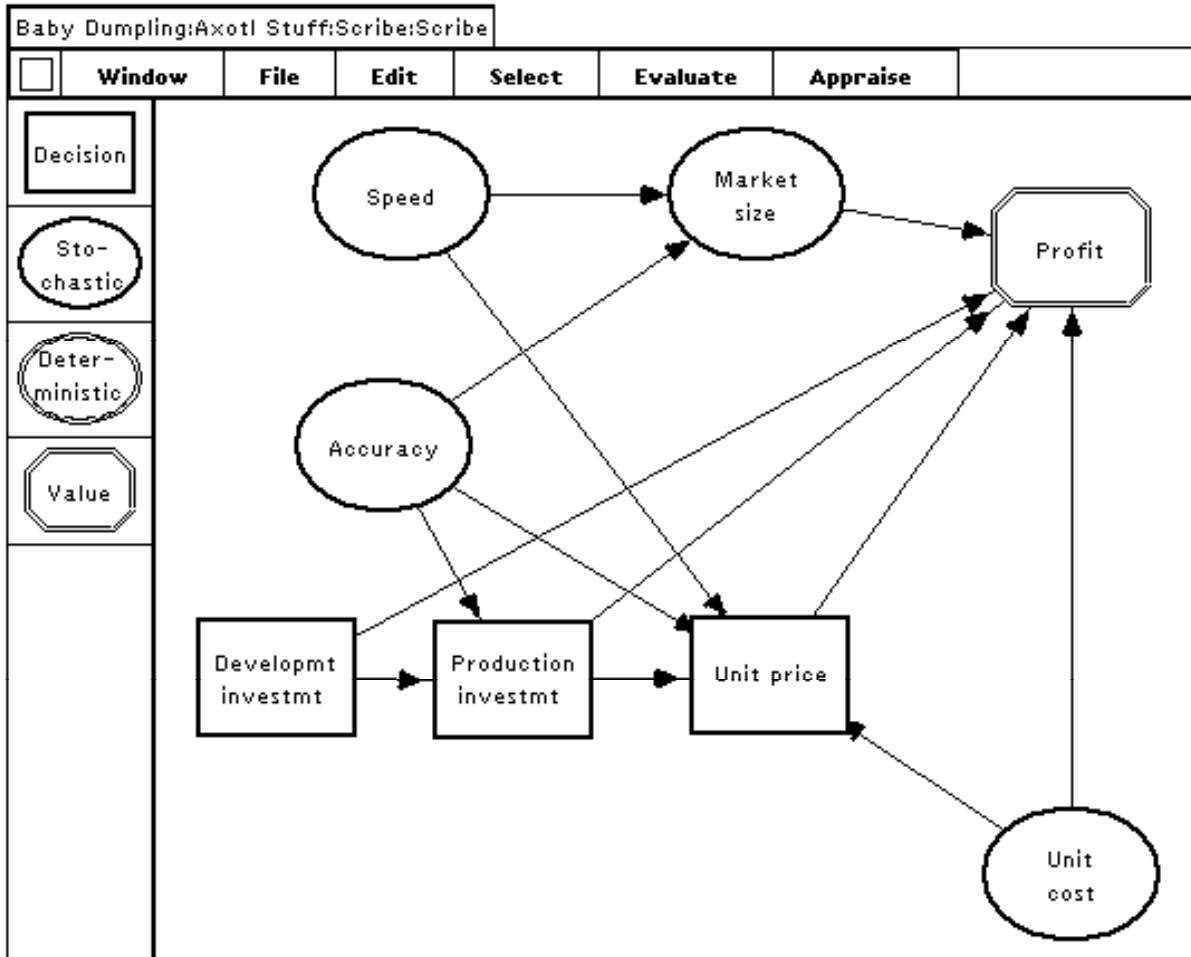 Baby Dumpling:Axotl Stuff:Scribe:Scribe
Window File Edit Select Evaluate Appraise
Decision
Sto-
chastic
Deter-
ministic
Value
Speed
Market
size
Profit
Accuracy
Developmt
investmt
Production
investmt
Unit price
Unit
cost